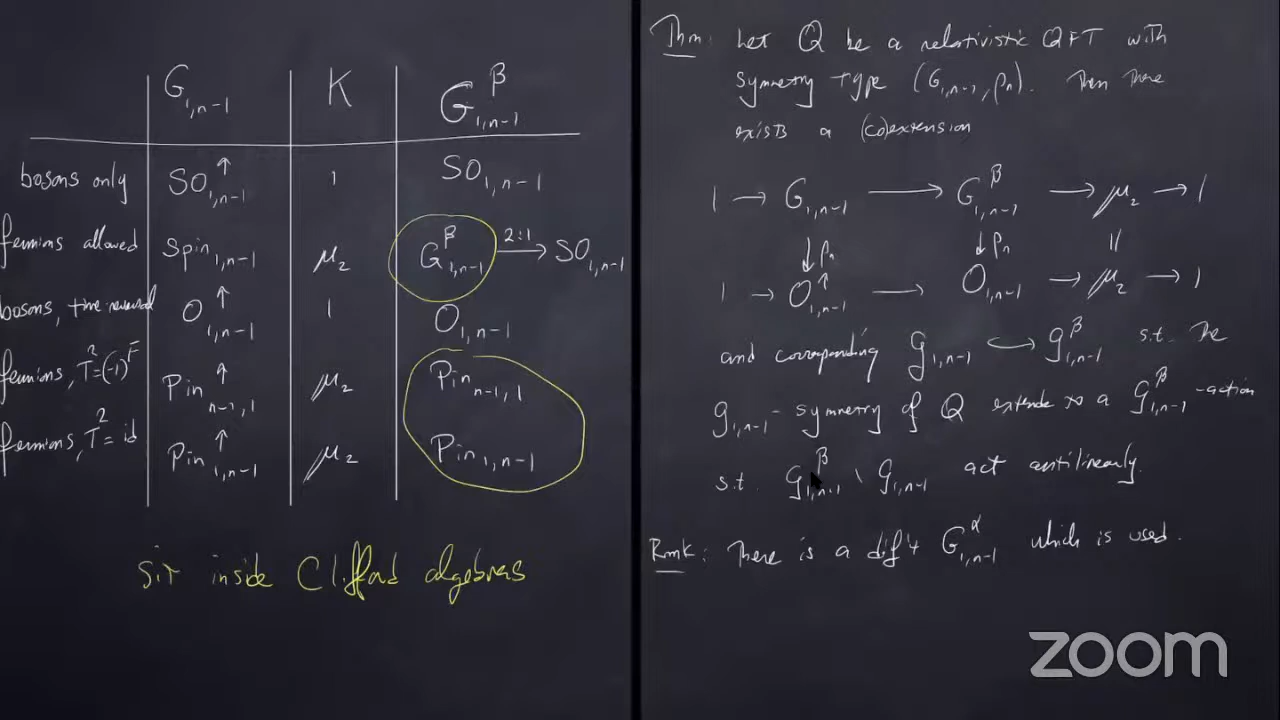 G_{1,n-1} K G^β_{1,n-1}
bosons only SO^↑_{1,n-1} 1 SO_{1,n-1}
fermions allowed Spin_{1,n-1} μ_2 G^β_{1,n-1} \xrightarrow{2:1} SO_{1,n-1}
bosons, time reversal O^↑_{1,n-1} 1 O_{1,n-1}
fermions, T^2=(-1)^F Pin^↑_{n-1,1} μ_2 Pin_{n-1,1}
fermions, T^2=id Pin^↑_{1,n-1} μ_2 Pin_{1,n-1}
sit inside Clifford algebras
Thm: Let Q be a relativistic QFT with
symmetry type (G_{1,n-1}, ρ_n). Then there
exists a (co)extension
1 → G_{1,n-1} → G^β_{1,n-1} → μ_2 → 1
↓ρ_n ↓ρ_n //
1 → O^↑_{1,n-1} → O_{1,n-1} → μ_2 → 1
and corresponding 𝒢_{1,n-1} ↪ 𝒢^β_{1,n-1} s.t. the
𝒢_{1,n-1} - symmetry of Q extends to a 𝒢^β_{1,n-1} -action
s.t. 𝒢^β_{1,n-1} \ 𝒢_{1,n-1} act antilinearly.
Rmk: There is a diff't G^α_{1,n-1} which is used.
zoom